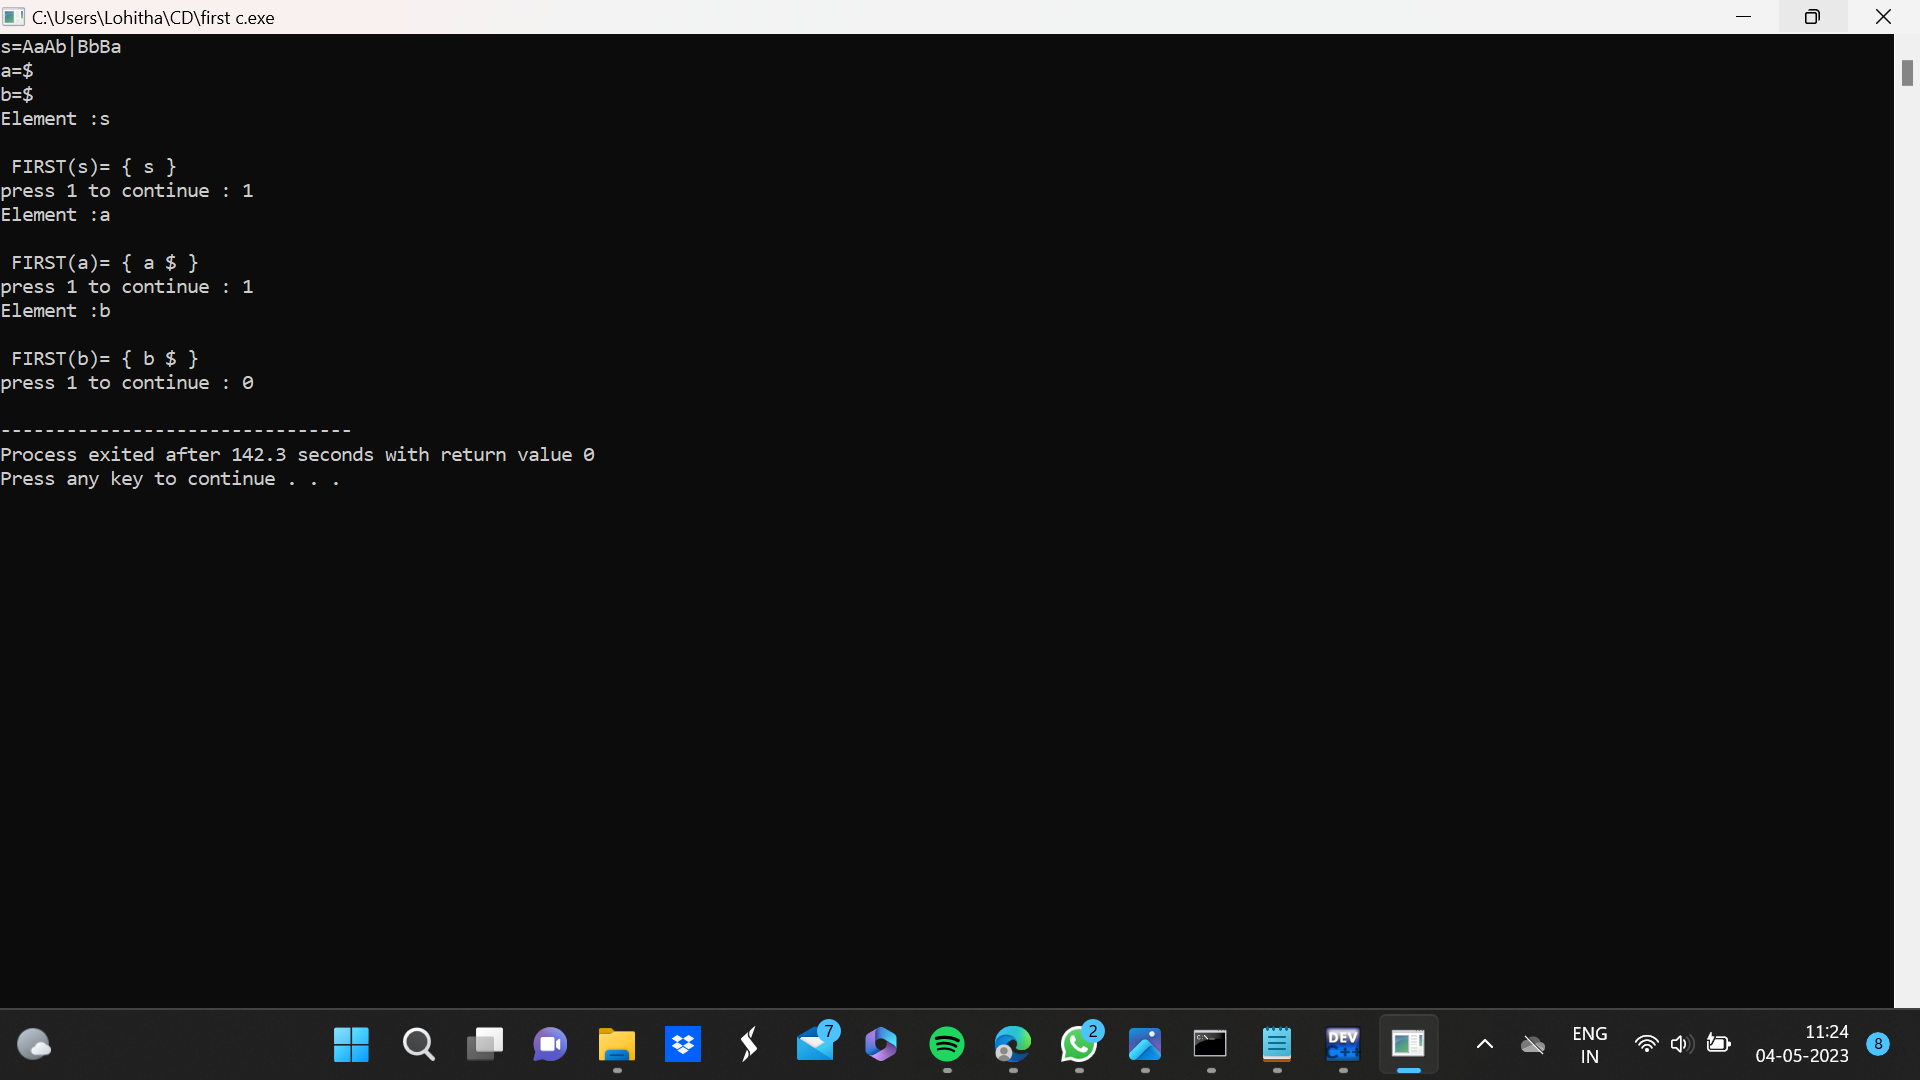 C:\Users\Lohitha\CD\first c.exe
s=AaAb|BbBa
a=$
b=$
Element :s
FIRST(s)= { s }
press 1 to continue : 1
Element :a
FIRST(a)= { a $ }
press 1 to continue : 1
Element :b
FIRST(b)= { b $ }
press 1 to continue : 0
--------------------------------
Process exited after 142.3 seconds with return value 0
Press any key to continue . . .
7
2
DEV
C++
ENG
IN
11:24
04-05-2023
8